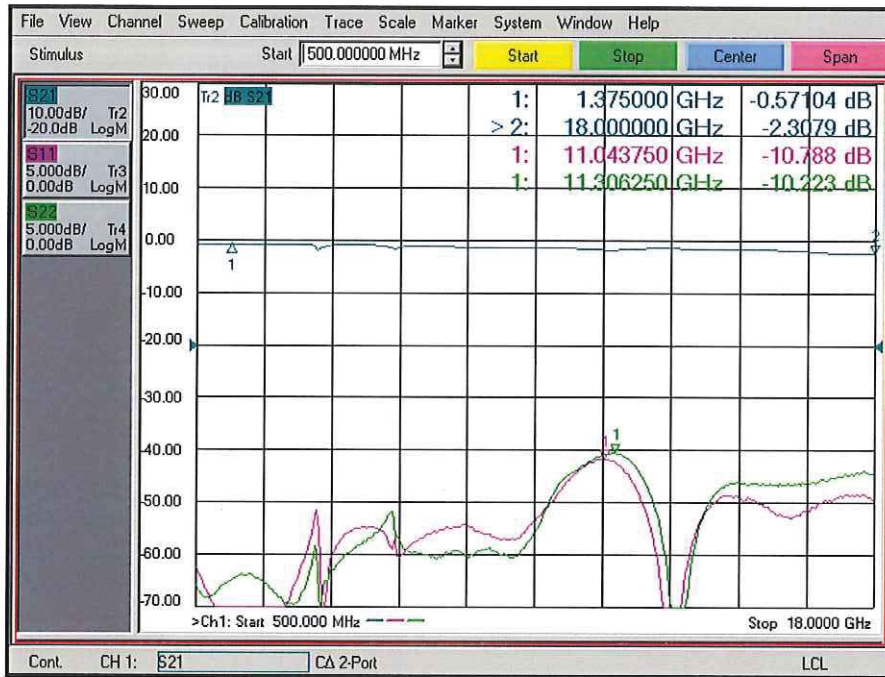 File View Channel Sweep Calibration Trace Scale Marker System Window Help
Stimulus Start 500.000000 MHz Start Stop Center Span
S21
10.00dB/ Tr2
-20.0dB LogM
S11
5.000dB/ Tr3
0.00dB LogM
S22
5.000dB/ Tr4
0.00dB LogM
30.00
20.00
10.00
0.00
-10.00
-20.00
-30.00
-40.00
-50.00
-60.00
-70.00
Tr2 dB S21
1: 1.375000 GHz -0.57104 dB
> 2: 18.000000 GHz -2.3079 dB
1: 11.043750 GHz -10.788 dB
1: 11.306250 GHz -10.223 dB
1
2
1
1
>Ch1: Start 500.000 MHz
Stop 18.0000 GHz
Cont. CH 1: S21 CΔ 2-Port LCL